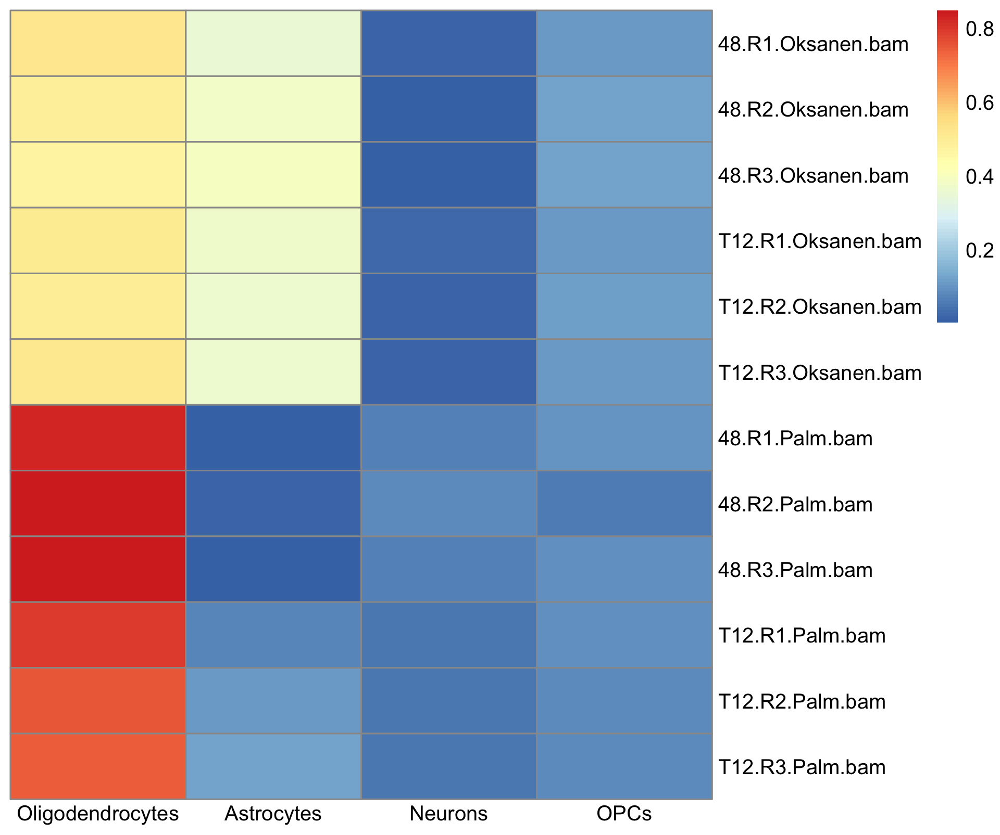 48.R1.Oksanen.bam
48.R2.Oksanen.bam
48.R3.Oksanen.bam
T12.R1.Oksanen.bam
T12.R2.Oksanen.bam
T12.R3.Oksanen.bam
48.R1.Palm.bam
48.R2.Palm.bam
48.R3.Palm.bam
T12.R1.Palm.bam
T12.R2.Palm.bam
T12.R3.Palm.bam
0.8
0.6
0.4
0.2
Oligodendrocytes
Astrocytes
Neurons
OPCs